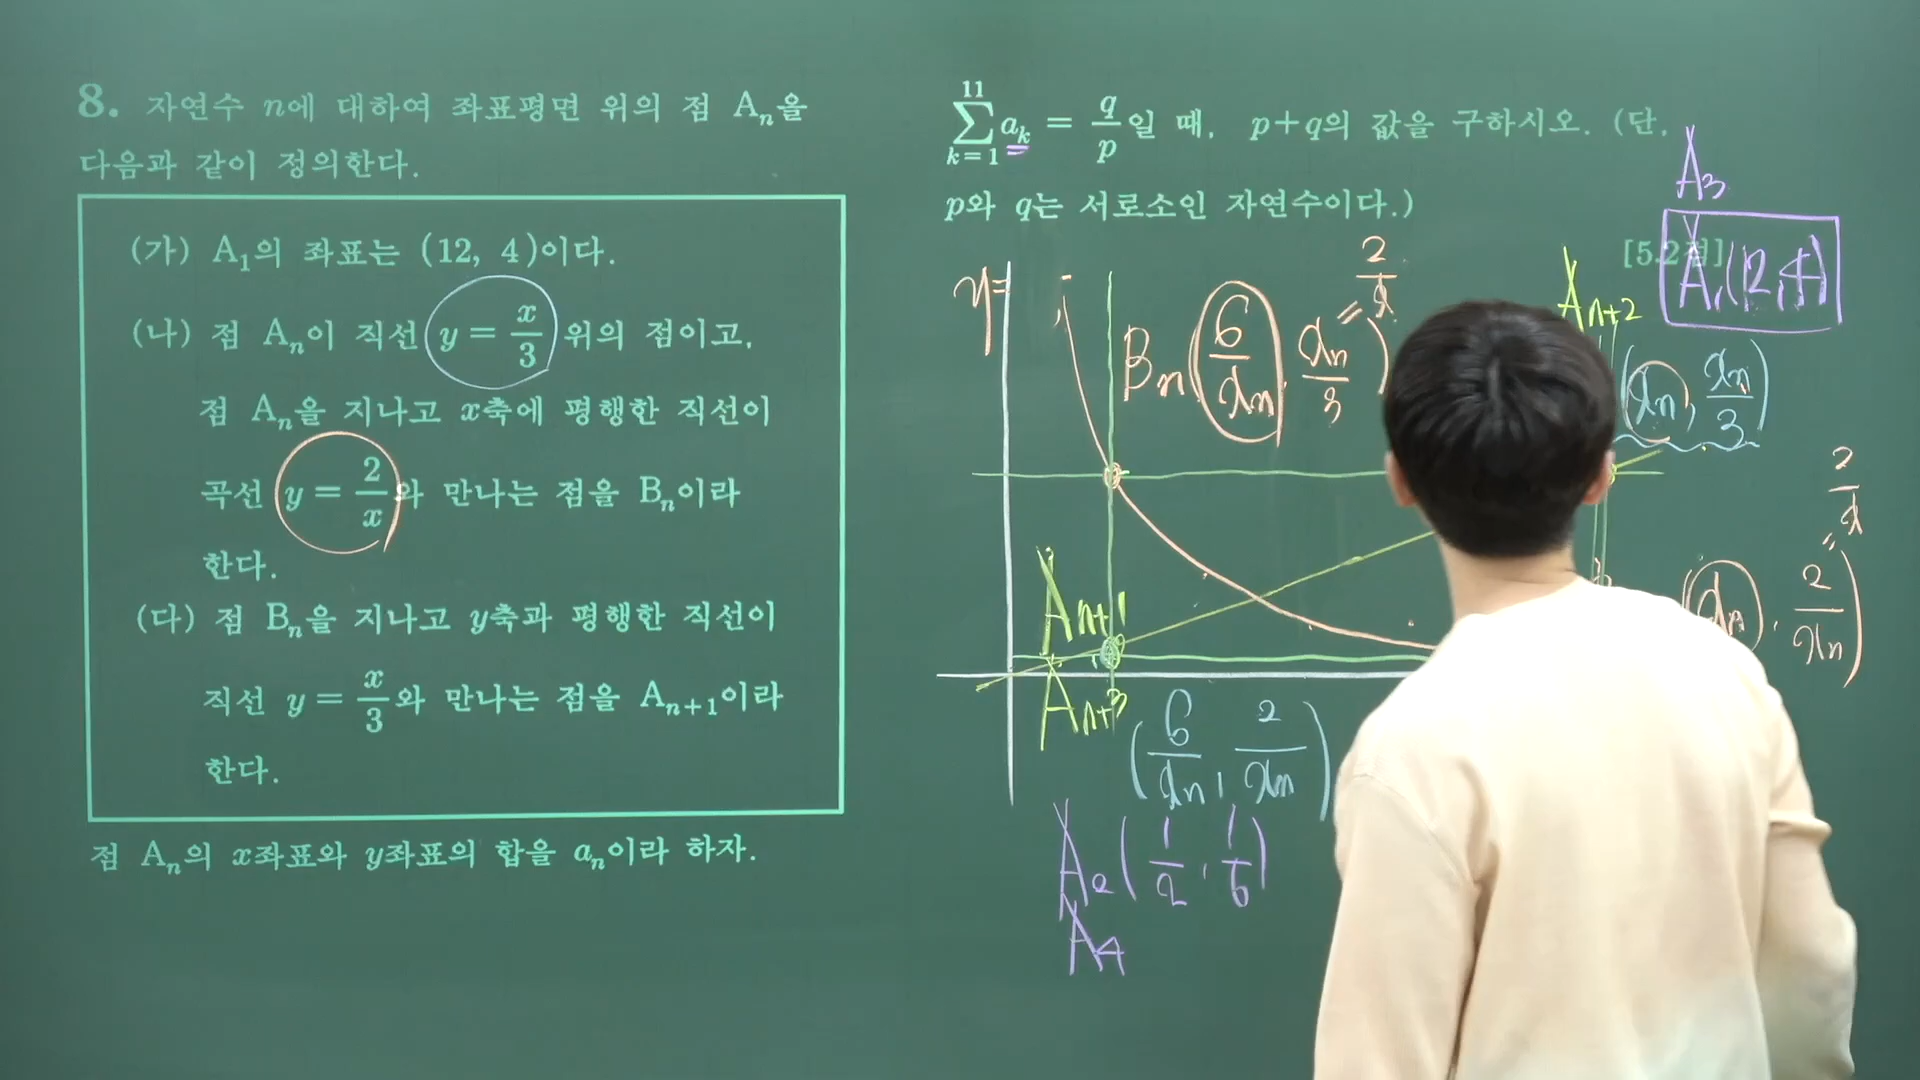 8. 자연수 n에 대하여 좌표평면 위의 점 Aₙ을
다음과 같이 정의한다.
(가) A₁의 좌표는 (12, 4)이다.
(나) 점 Aₙ이 직선 y = x/3 위의 점이고,
점 Aₙ을 지나고 x축에 평행한 직선이
곡선 y = 2/x와 만나는 점을 Bₙ이라
한다.
(다) 점 Bₙ을 지나고 y축과 평행한 직선이
직선 y = x/3와 만나는 점을 Aₙ₊₁이라
한다.
점 Aₙ의 x좌표와 y좌표의 합을 aₙ이라 하자.
∑_{k=1}^{11} a_k = q/p일 때, p+q의 값을 구하시오. (단,
p와 q는 서로소인 자연수이다.)
[5.2점]
A₃
A₁(12, 4)
y=
Bₙ(6/xₙ, xₙ/3)
= 2/x
Aₙ₊₂
(xₙ, xₙ/3)
(xₙ, 2/xₙ)
= 2/x
Aₙ₊₁
Aₙ₊₃
(6/xₙ, 2/xₙ)
A₂(1/2, 1/6)
A₄